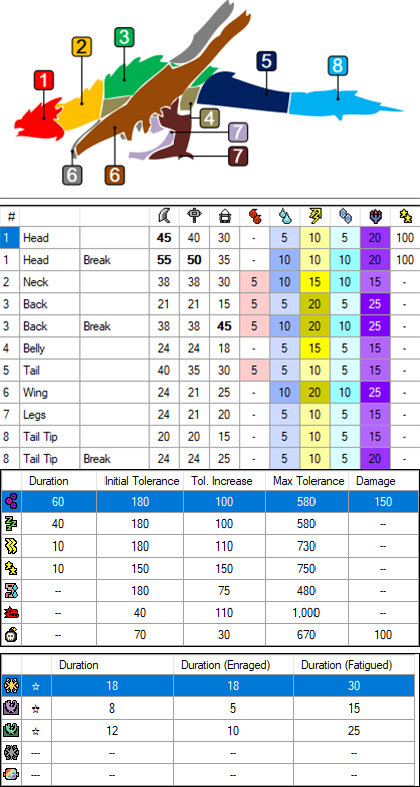 2
3
5
8
1
4
7
6
6
7
#
1 Head 45 40 30 - 5 10 5 20 100
1 Head Break 55 50 35 - 10 10 10 20 100
2 Neck 38 38 30 5 10 15 10 15 -
3 Back 21 21 15 5 5 20 5 25 -
3 Back Break 38 38 45 5 10 20 10 25 -
4 Belly 24 24 18 - 5 15 5 15 -
5 Tail 40 35 30 5 5 10 5 15 -
6 Wing 24 21 25 - 10 20 10 25 -
7 Legs 24 21 20 - 5 10 5 15 -
8 Tail Tip 20 20 15 - 5 10 5 15 -
8 Tail Tip Break 24 24 25 - 5 10 5 20 -
Duration Initial Tolerance Tol. Increase Max Tolerance Damage
60 180 100 580 150
40 180 100 580 --
10 180 110 730 --
10 150 150 750 --
-- 180 75 480 --
-- 40 110 1,000 --
-- 70 30 670 100
Duration Duration (Enraged) Duration (Fatigued)
☆ 18 18 30
☆ 8 5 15
☆ 12 10 25
--- -- -- --
--- -- -- --